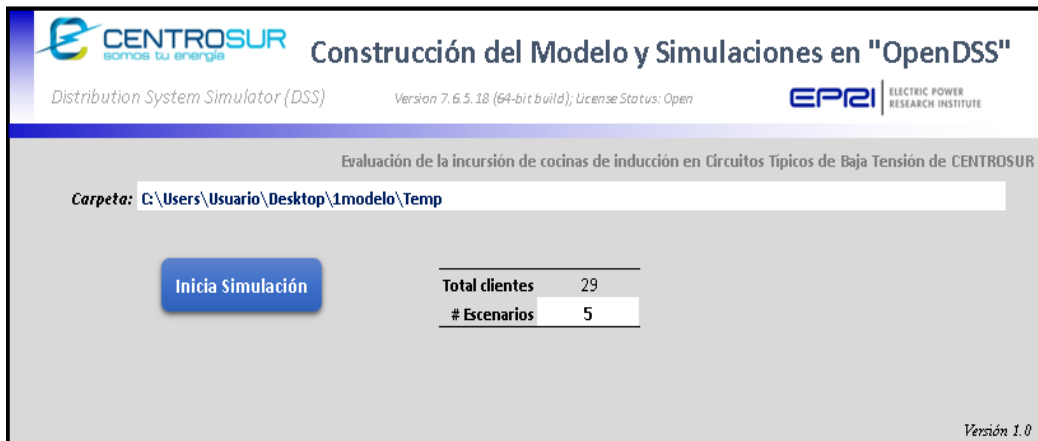 CENTROSUR
somos tu energía
Construcción del Modelo y Simulaciones en "OpenDSS"
Distribution System Simulator (DSS)
Version 7.6.5.18 (64-bit build); License Status: Open
EPRI ELECTRIC POWER
RESEARCH INSTITUTE
Evaluación de la incursión de cocinas de inducción en Circuitos Típicos de Baja Tensión de CENTROSUR
Carpeta: C:\Users\Usuario\Desktop\1modelo\Temp
Inicia Simulación
Total clientes 29
# Escenarios 5
Versión 1.0